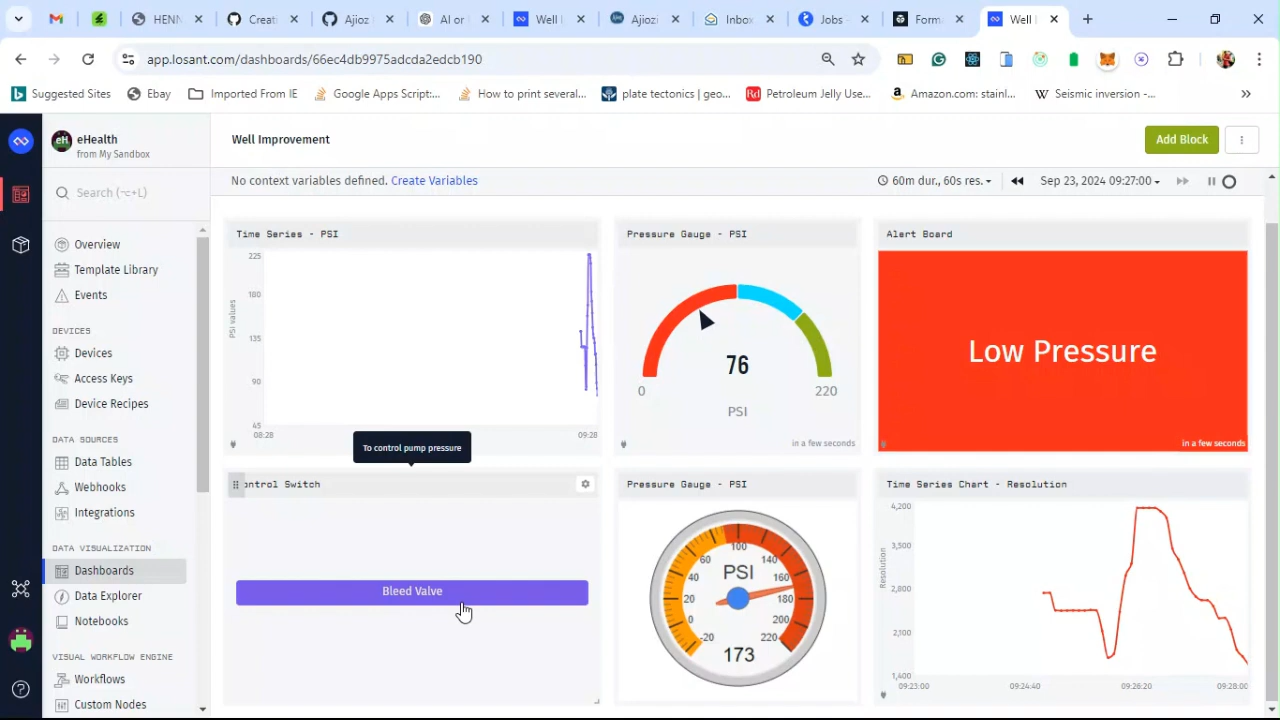 HENN
Creati
Ajioz
AI or
Well I
Ajiozi
Inbox
Jobs -
Form
Well I
app.losant.com/dashboards/66ec4db9975adcda2edcb190
Suggested Sites
Ebay
Imported From IE
Google Apps Script:...
How to print several...
plate tectonics | geo...
Petroleum Jelly Use...
Amazon.com: stainl...
Seismic inversion -...
»
eHealth
from My Sandbox
Well Improvement
Add Block
Search (⌥+L)
No context variables defined. Create Variables
60m dur., 60s res.
Sep 23, 2024 09:27:00
Overview
Template Library
Events
DEVICES
Devices
Access Keys
Device Recipes
DATA SOURCES
Data Tables
Webhooks
Integrations
DATA VISUALIZATION
Dashboards
Data Explorer
Notebooks
VISUAL WORKFLOW ENGINE
Workflows
Custom Nodes
Time Series - PSI
PSI values
225
180
135
90
45
08:28
09:28
Pressure Gauge - PSI
76
0
220
PSI
in a few seconds
Alert Board
Low Pressure
in a few seconds
To control pump pressure
ontrol Switch
Bleed Valve
Pressure Gauge - PSI
PSI
-20
0
20
40
60
100
140
160
180
200
220
173
Time Series Chart - Resolution
Resolution
4,200
3,500
2,800
2,100
1,400
09:23:00
09:24:40
09:26:20
09:28:00